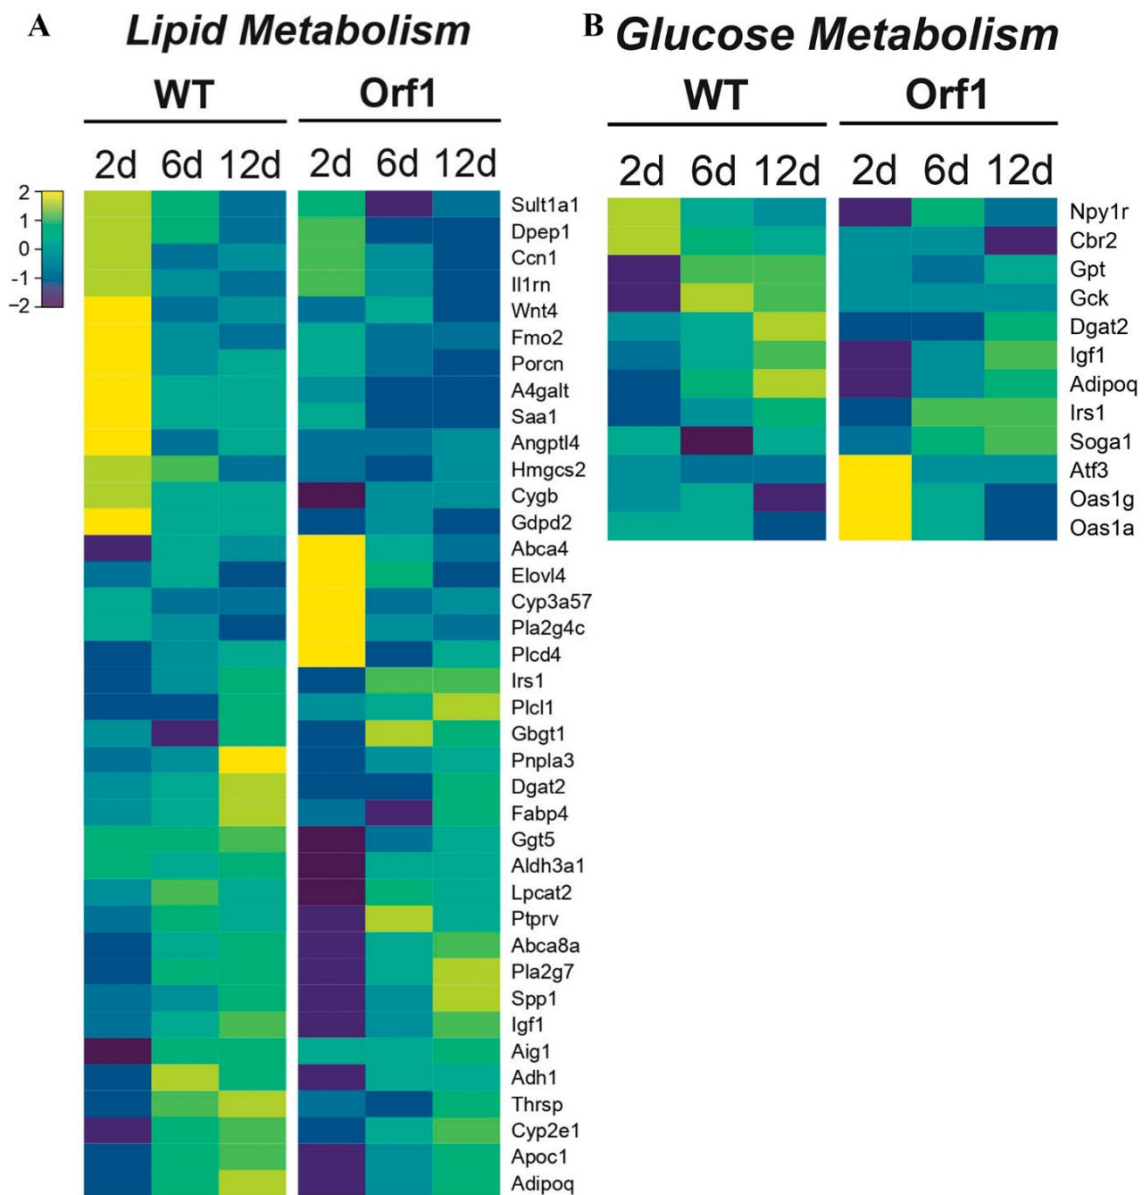 A Lipid Metabolism
WT Orf1
2d 6d 12d 2d 6d 12d
2
1
0
-1
−2
Sult1a1
Dpep1
Ccn1
Il1rn
Wnt4
Fmo2
Porcn
A4galt
Saa1
Angptl4
Hmgcs2
Cygb
Gdpd2
Abca4
Elovl4
Cyp3a57
Pla2g4c
Plcd4
Irs1
Plcl1
Gbgt1
Pnpla3
Dgat2
Fabp4
Ggt5
Aldh3a1
Lpcat2
Ptprv
Abca8a
Pla2g7
Spp1
Igf1
Aig1
Adh1
Thrsp
Cyp2e1
Apoc1
Adipoq
B Glucose Metabolism
WT Orf1
2d 6d 12d 2d 6d 12d
Npy1r
Cbr2
Gpt
Gck
Dgat2
Igf1
Adipoq
Irs1
Soga1
Atf3
Oas1g
Oas1a